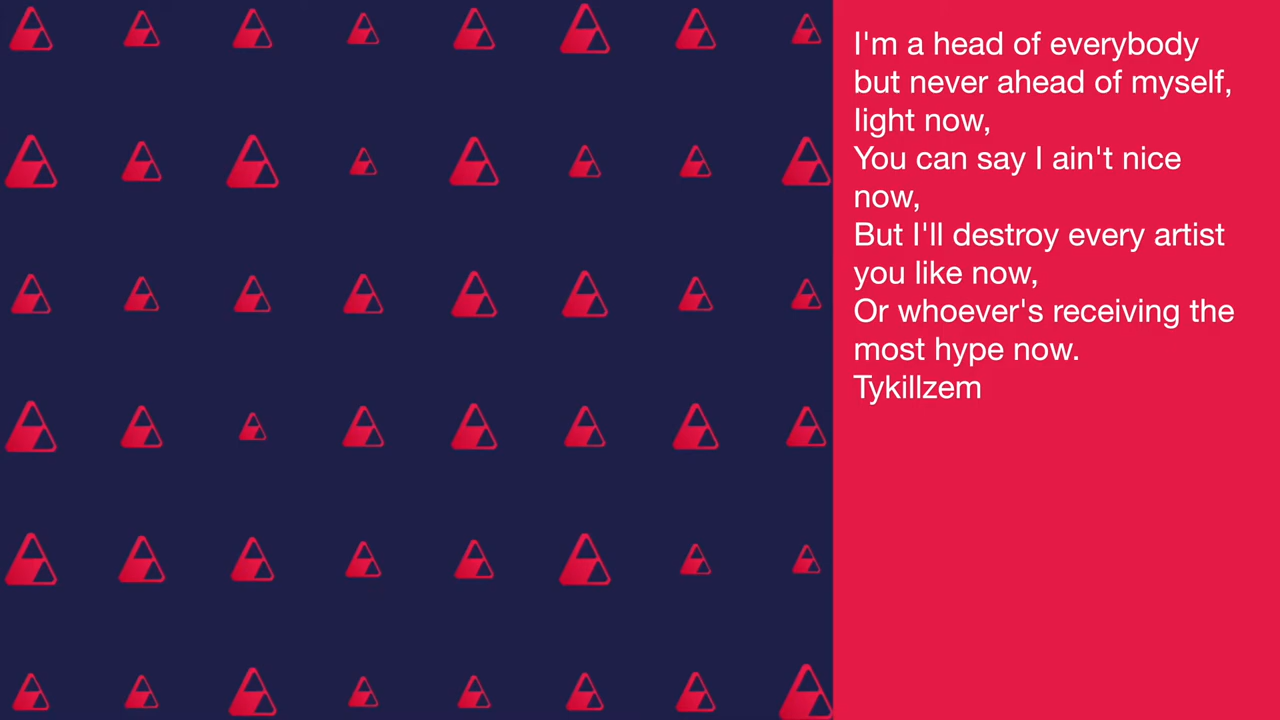 I'm a head of everybody
but never ahead of myself,
light now,
You can say I ain't nice
now,
But I'll destroy every artist
you like now,
Or whoever's receiving the
most hype now.
Tykillzem